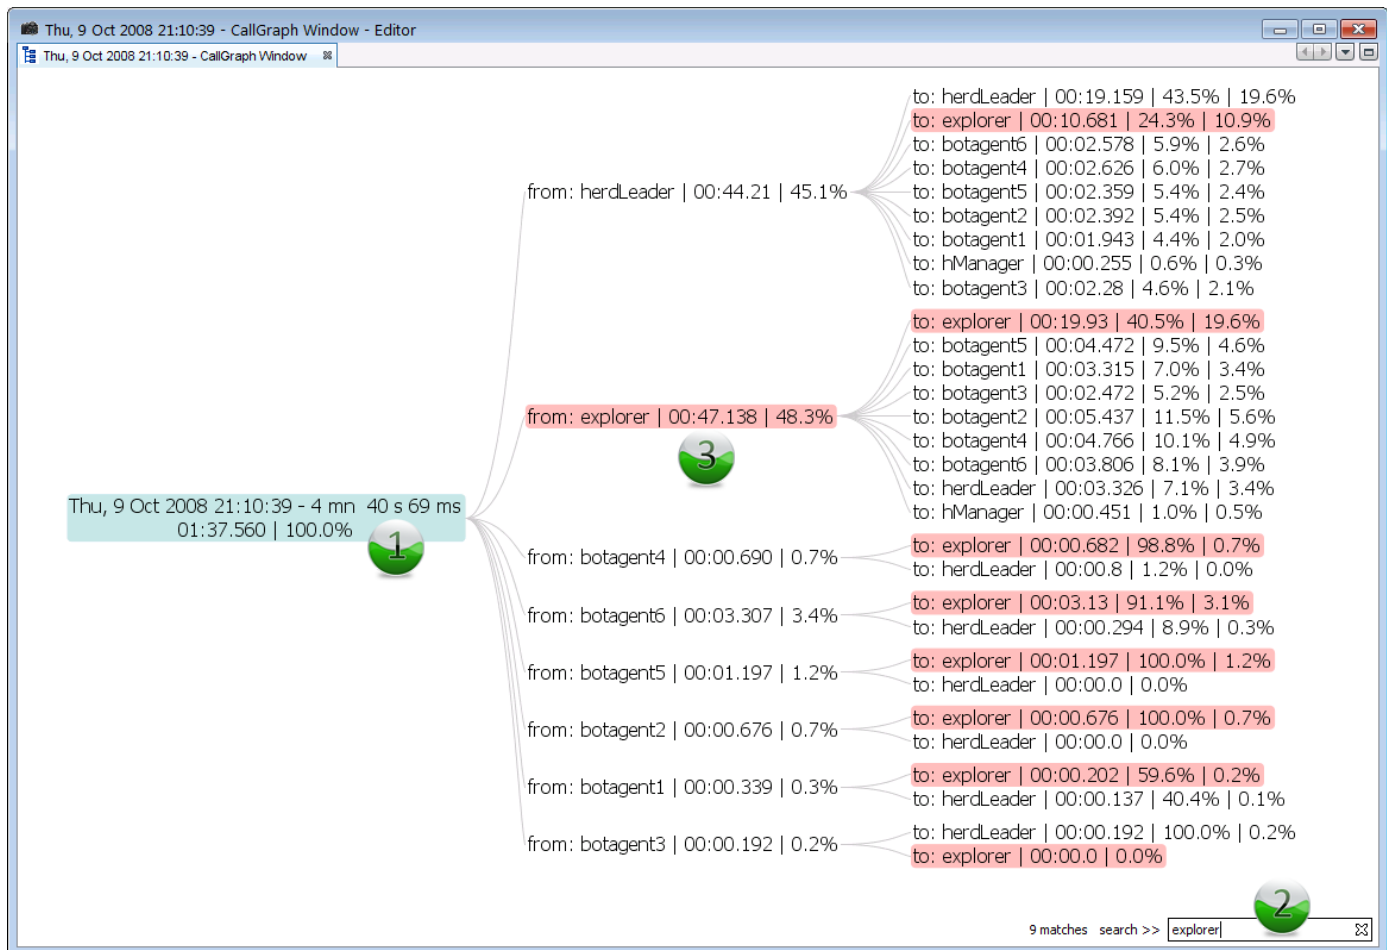 Thu, 9 Oct 2008 21:10:39 - CallGraph Window - Editor
Thu, 9 Oct 2008 21:10:39 - CallGraph Window
Thu, 9 Oct 2008 21:10:39 - 4 mn 40 s 69 ms
01:37.560 | 100.0%
1
from: herdLeader | 00:44.21 | 45.1%
to: herdLeader | 00:19.159 | 43.5% | 19.6%
to: explorer | 00:10.681 | 24.3% | 10.9%
to: botagent6 | 00:02.578 | 5.9% | 2.6%
to: botagent4 | 00:02.626 | 6.0% | 2.7%
to: botagent5 | 00:02.359 | 5.4% | 2.4%
to: botagent2 | 00:02.392 | 5.4% | 2.5%
to: botagent1 | 00:01.943 | 4.4% | 2.0%
to: hManager | 00:00.255 | 0.6% | 0.3%
to: botagent3 | 00:02.28 | 4.6% | 2.1%
from: explorer | 00:47.138 | 48.3%
3
to: explorer | 00:19.93 | 40.5% | 19.6%
to: botagent5 | 00:04.472 | 9.5% | 4.6%
to: botagent1 | 00:03.315 | 7.0% | 3.4%
to: botagent3 | 00:02.472 | 5.2% | 2.5%
to: botagent2 | 00:05.437 | 11.5% | 5.6%
to: botagent4 | 00:04.766 | 10.1% | 4.9%
to: botagent6 | 00:03.806 | 8.1% | 3.9%
to: herdLeader | 00:03.326 | 7.1% | 3.4%
to: hManager | 00:00.451 | 1.0% | 0.5%
from: botagent4 | 00:00.690 | 0.7%
to: explorer | 00:00.682 | 98.8% | 0.7%
to: herdLeader | 00:00.8 | 1.2% | 0.0%
from: botagent6 | 00:03.307 | 3.4%
to: explorer | 00:03.13 | 91.1% | 3.1%
to: herdLeader | 00:00.294 | 8.9% | 0.3%
from: botagent5 | 00:01.197 | 1.2%
to: explorer | 00:01.197 | 100.0% | 1.2%
to: herdLeader | 00:00.0 | 0.0%
from: botagent2 | 00:00.676 | 0.7%
to: explorer | 00:00.676 | 100.0% | 0.7%
to: herdLeader | 00:00.0 | 0.0%
from: botagent1 | 00:00.339 | 0.3%
to: explorer | 00:00.202 | 59.6% | 0.2%
to: herdLeader | 00:00.137 | 40.4% | 0.1%
from: botagent3 | 00:00.192 | 0.2%
to: herdLeader | 00:00.192 | 100.0% | 0.2%
to: explorer | 00:00.0 | 0.0%
2
9 matches search >> explorer